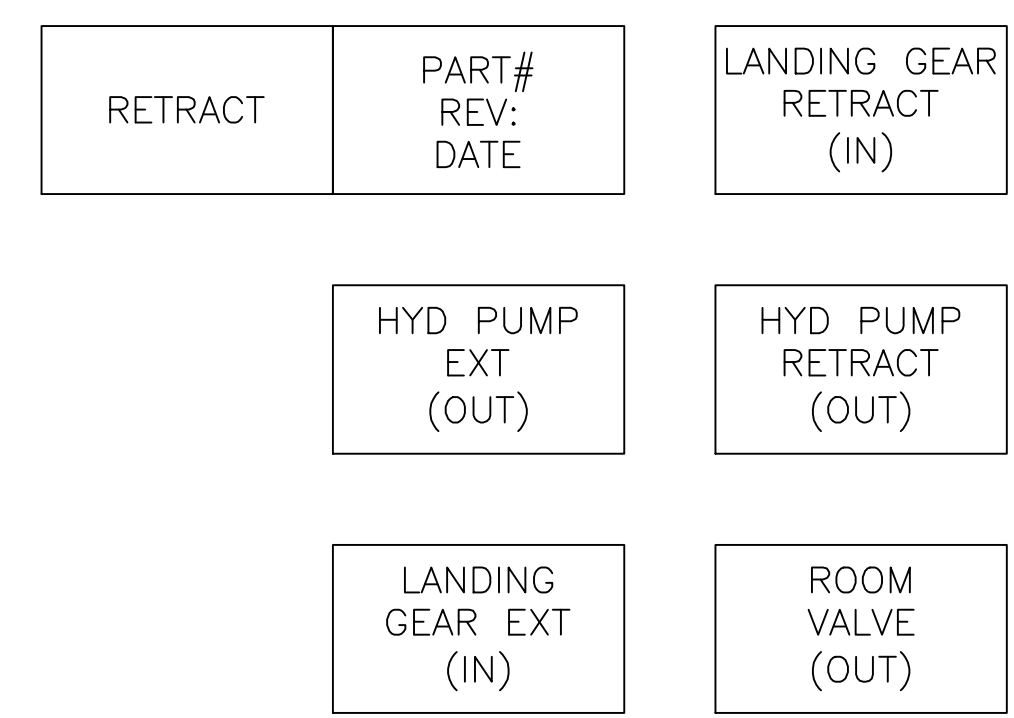 RETRACT
PART#
REV:
DATE
LANDING GEAR
RETRACT
(IN)
HYD PUMP
EXT
(OUT)
HYD PUMP
RETRACT
(OUT)
LANDING
GEAR EXT
(IN)
ROOM
VALVE
(OUT)